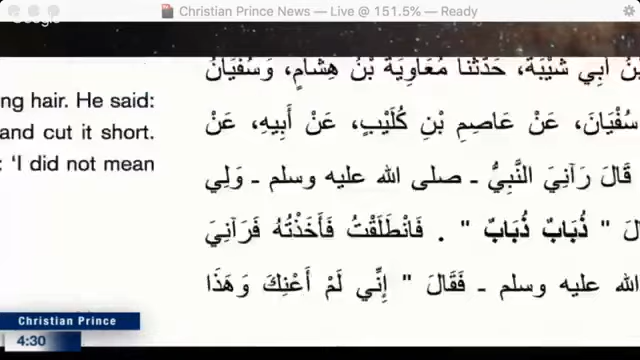 Christian Prince News — Live @ 151.5% — Ready
بْنُ أَبِي شَيْبَةَ، حَدَّثَنَا مُعَاوِيَةُ بْنُ هِشَامٍ، وَسُفْيَانُ
سُفْيَانَ، عَنْ عَاصِمِ بْنِ كُلَيْبٍ، عَنْ أَبِيهِ، عَنْ
قَالَ رَآنِيَ النَّبِيُّ ـ صلى الله عليه وسلم ـ وَلِي
" ذُبَابٌ ذُبَابٌ " . فَانْطَلَقْتُ فَأَخَذْتُهُ فَرَآنِيَ
الله عليه وسلم ـ فَقَالَ " إِنِّي لَمْ أَعْنِكَ وَهَذَا
ng hair. He said:
and cut it short.
: 'I did not mean
Christian Prince
4:30